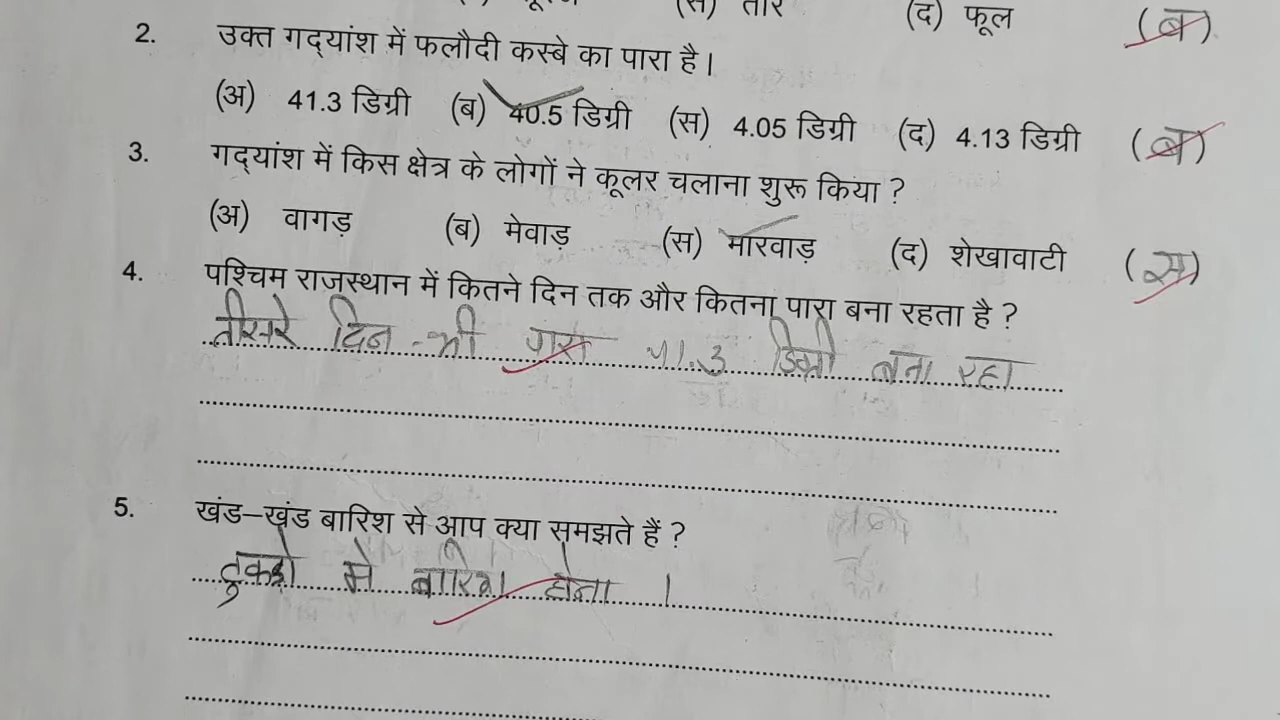 (स) तीर (द) फूल (ब)
2. उक्त गद्‌यांश में फलौदी कस्बे का पारा है।
(अ) 41.3 डिग्री (ब) 40.5 डिग्री (स) 4.05 डिग्री (द) 4.13 डिग्री (ब)
3. गद्‌यांश में किस क्षेत्र के लोगों ने कूलर चलाना शुरू किया ?
(अ) वागड़ (ब) मेवाड़ (स) मारवाड़ (द) शेखावाटी (स)
4. पश्चिम राजस्थान में कितने दिन तक और कितना पारा बना रहता है ?
तीसरे दिन भी पारा 41.3 डिग्री बना रहा
5. खंड–खंड बारिश से आप क्या समझते हैं ?
टुकड़ो मे बारिश होना ।